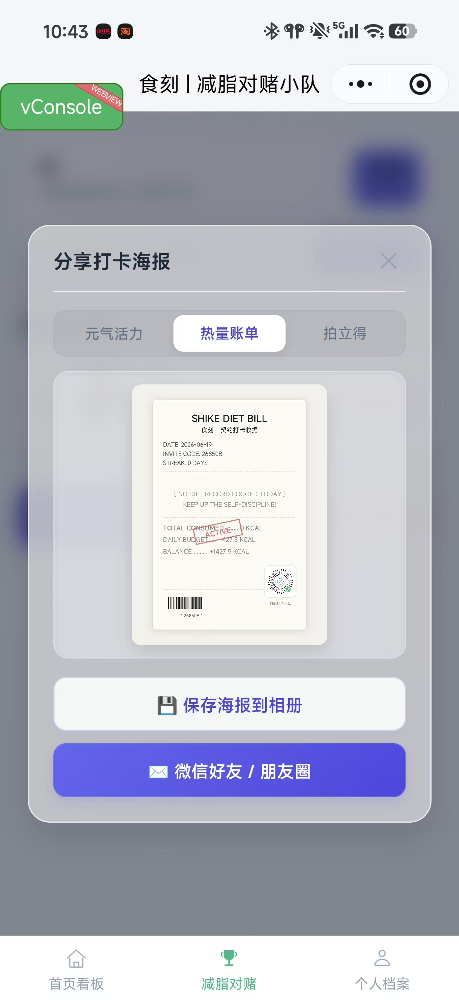 10:43 小红书 淘 5G 60
食刻 | 减脂对赌小队
vConsole
WEBVIEW
分享打卡海报
元气活力 热量账单 拍立得
SHIKE DIET BILL
食刻 · 契约打卡收据
DATE: 2026-06-19
INVITE CODE: 26850B
STREAK: 0 DAYS
[ NO DIET RECORD LOGGED TODAY ]
KEEP UP THE SELF-DISCIPLINE!
TOTAL CONSUMED ...... 0 KCAL
ACTIVE
DAILY BUDGET ..... 1427.5 KCAL
BALANCE ......... +1427.5 KCAL
扫码加入小队
* 26850B *
💾 保存海报到相册
✉️ 微信好友 / 朋友圈
首页看板 减脂对赌 个人档案